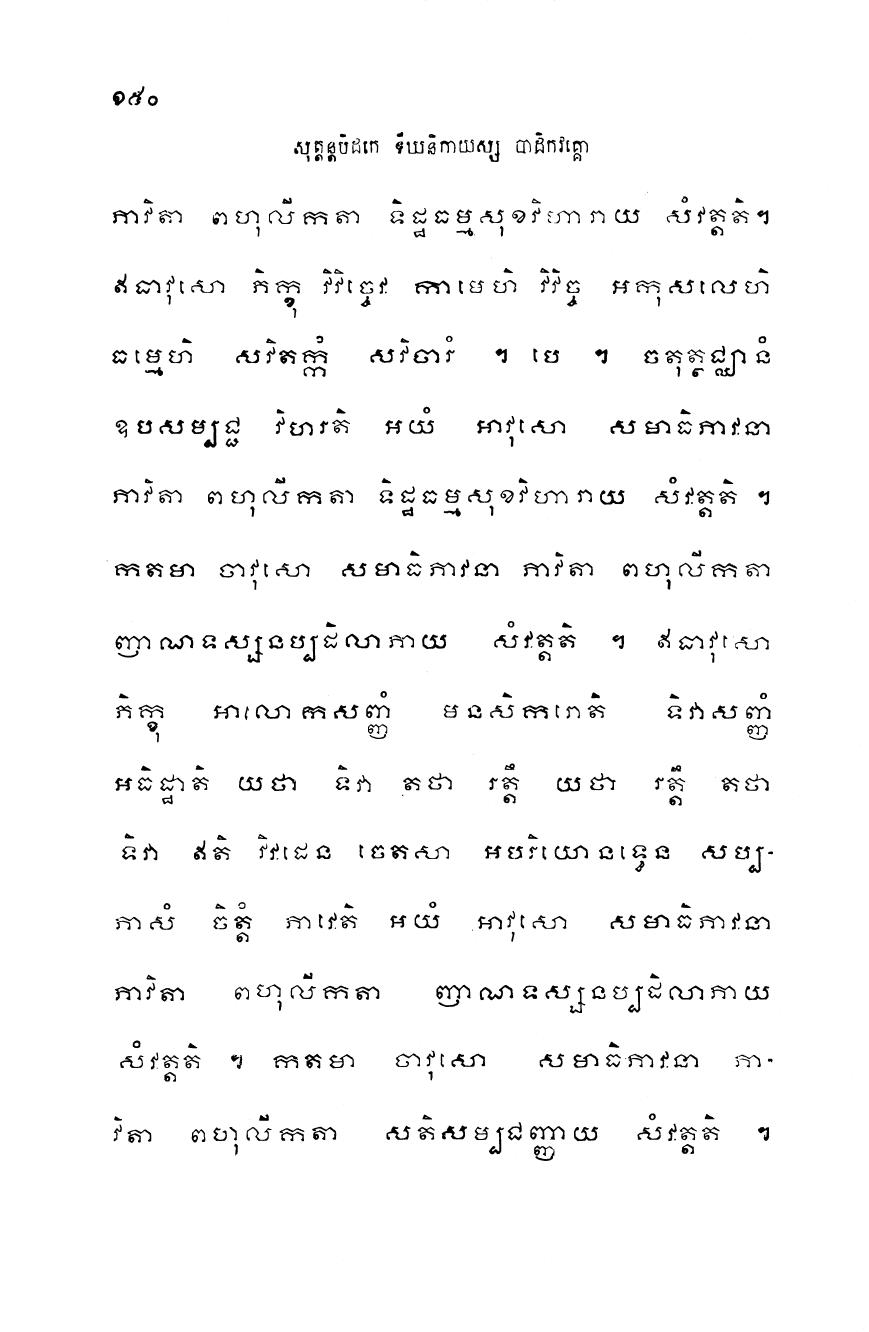 ១៥០
សុត្តន្តបិដកេ ទីឃនិកាយស្ស បាដិកវគ្គោ
ភាវិតា ពហុលីកតា ទិដ្ឋធម្មសុខវិហារាយ សំវត្តតិ។
ឥធាវុសោ ភិក្ខុ វិវិច្ចេវ កាមេហិ វិវិច្ច អកុសលេហិ
ធម្មេហិ សវិតក្កំ សវិចារំ ។ បេ ។ ចតុត្ថជ្ឈានំ
ឧបសម្បជ្ជ វិហរតិ អយំ អាវុសោ សមាធិភាវនា
ភាវិតា ពហុលីកតា ទិដ្ឋធម្មសុខវិហារាយ សំវត្តតិ ។
កតមា ចាវុសោ សមាធិភាវនា ភាវិតា ពហុលីកតា
ញាណទស្សនប្បដិលាភាយ សំវត្តតិ ។ ឥធាវុសោ
ភិក្ខុ អាលោកសញ្ញំ មនសិករោតិ ទិវាសញ្ញំ
អធិដ្ឋាតិ យថា ទិវា តថា រត្តឹ យថា រត្តឹ តថា
ទិវា ឥតិ វិវដេន ចេតសា អបរិយោនទ្ធេន សប្ប-
ភាសំ ចិត្តំ ភាវេតិ អយំ អាវុសោ សមាធិភាវនា
ភាវិតា ពហុលីកតា ញាណទស្សនប្បដិលាភាយ
សំវត្តតិ ។ កតមា ចាវុសោ សមាធិភាវនា ភា-
វិតា ពហុលីកតា សតិសម្បជញ្ញាយ សំវត្តតិ ។